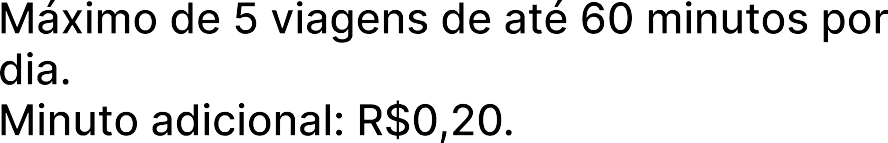 Máximo de 5 viagens de até 60 minutos por
dia.
Minuto adicional: R$0,20.